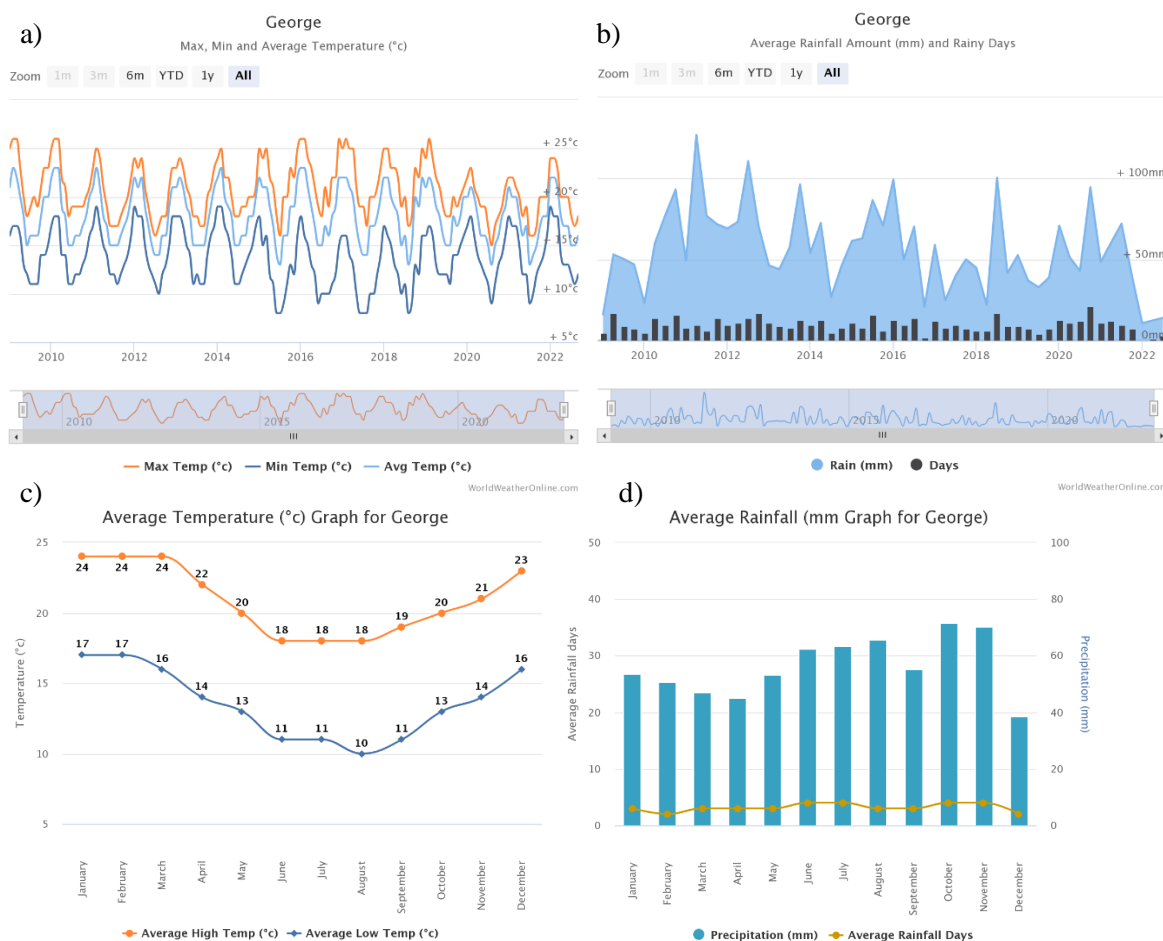 a)
George
Max, Min and Average Temperature (°c)
Zoom 1m 3m 6m YTD 1y All
+ 25°c
+ 20°c
+ 15°c
+ 10°c
+ 5°c
2010 2012 2014 2016 2018 2020 2022
2010 2015 2020
Max Temp (°c) Min Temp (°c) Avg Temp (°c)
WorldWeatherOnline.com
b)
George
Average Rainfall Amount (mm) and Rainy Days
Zoom 1m 3m 6m YTD 1y All
+ 100mm
+ 50mm
0mm
2010 2012 2014 2016 2018 2020 2022
2010 2015 2020
Rain (mm) Days
WorldWeatherOnline.com
c)
Average Temperature (°c) Graph for George
Temperature (°c)
25
20
15
10
5
24 24 24 22 20 18 18 18 19 20 21 23
17 17 16 14 13 11 11 10 11 13 14 16
January February March April May June July August September October November December
Average High Temp (°c) Average Low Temp (°c)
d)
Average Rainfall (mm Graph for George)
Average Rainfall days
50
40
30
20
10
0
100
80
60
40
20
0
Precipitation (mm)
January February March April May June July August September October November December
Precipitation (mm) Average Rainfall Days